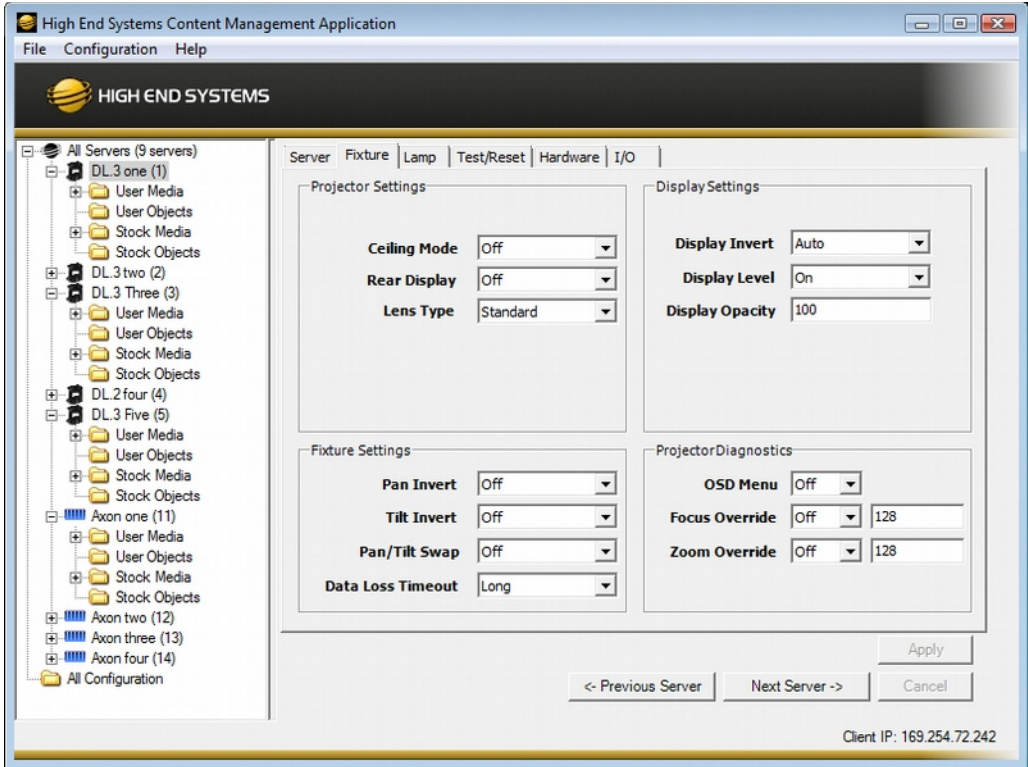 High End Systems Content Management Application
File Configuration Help
HIGH END SYSTEMS
All Servers (9 servers)
DL.3 one (1)
User Media
User Objects
Stock Media
Stock Objects
DL.3 two (2)
DL.3 Three (3)
User Media
User Objects
Stock Media
Stock Objects
DL.2 four (4)
DL.3 Five (5)
User Media
User Objects
Stock Media
Stock Objects
Axon one (11)
User Media
User Objects
Stock Media
Stock Objects
Axon two (12)
Axon three (13)
Axon four (14)
All Configuration
Server Fixture Lamp Test/Reset Hardware I/O
Projector Settings
Ceiling Mode Off
Rear Display Off
Lens Type Standard
Display Settings
Display Invert Auto
Display Level On
Display Opacity 100
Fixture Settings
Pan Invert Off
Tilt Invert Off
Pan/Tilt Swap Off
Data Loss Timeout Long
Projector Diagnostics
OSD Menu Off
Focus Override Off 128
Zoom Override Off 128
Apply
<- Previous Server Next Server -> Cancel
Client IP: 169.254.72.242